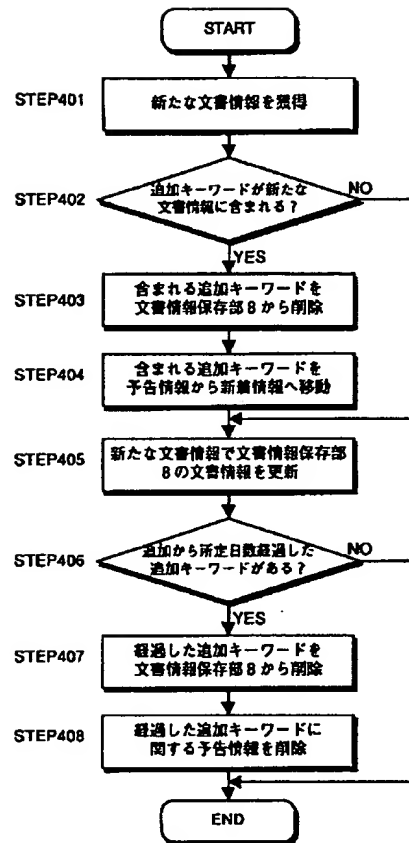 START
STEP401
新たな文書情報を獲得
STEP402
追加キーワードが新たな
文書情報に含まれる?
NO
YES
STEP403
含まれる追加キーワードを
文書情報保存部8から削除
STEP404
含まれる追加キーワードを
予告情報から新着情報へ移動
STEP405
新たな文書情報で文書情報保存部
8の文書情報を更新
STEP406
追加から所定日数経過した
追加キーワードがある?
NO
YES
STEP407
経過した追加キーワードを
文書情報保存部8から削除
STEP408
経過した追加キーワードに
関する予告情報を削除
END